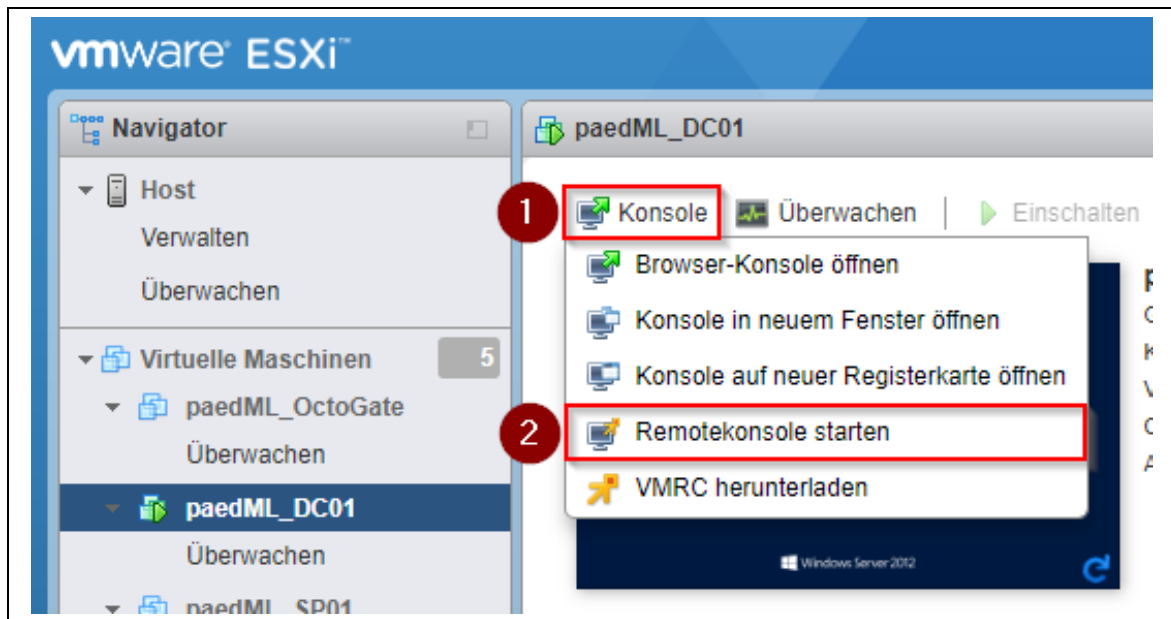 vmware® ESXi™
Navigator
Host
Verwalten
Überwachen
Virtuelle Maschinen 5
paedML_OctoGate
Überwachen
paedML_DC01
Überwachen
paedML_SP01
paedML_DC01
1 Konsole Überwachen Einschalten
Browser-Konsole öffnen
Konsole in neuem Fenster öffnen
Konsole auf neuer Registerkarte öffnen
2 Remotekonsole starten
VMRC herunterladen
Windows Server 2012